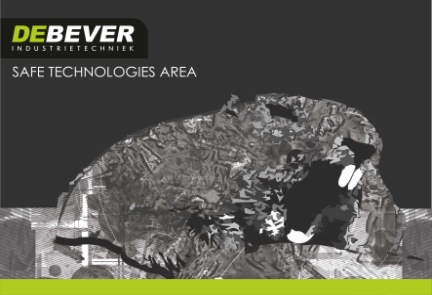 DEBEVER
INDUSTRIETECHNIEK
SAFE TECHNOLOGIES AREA